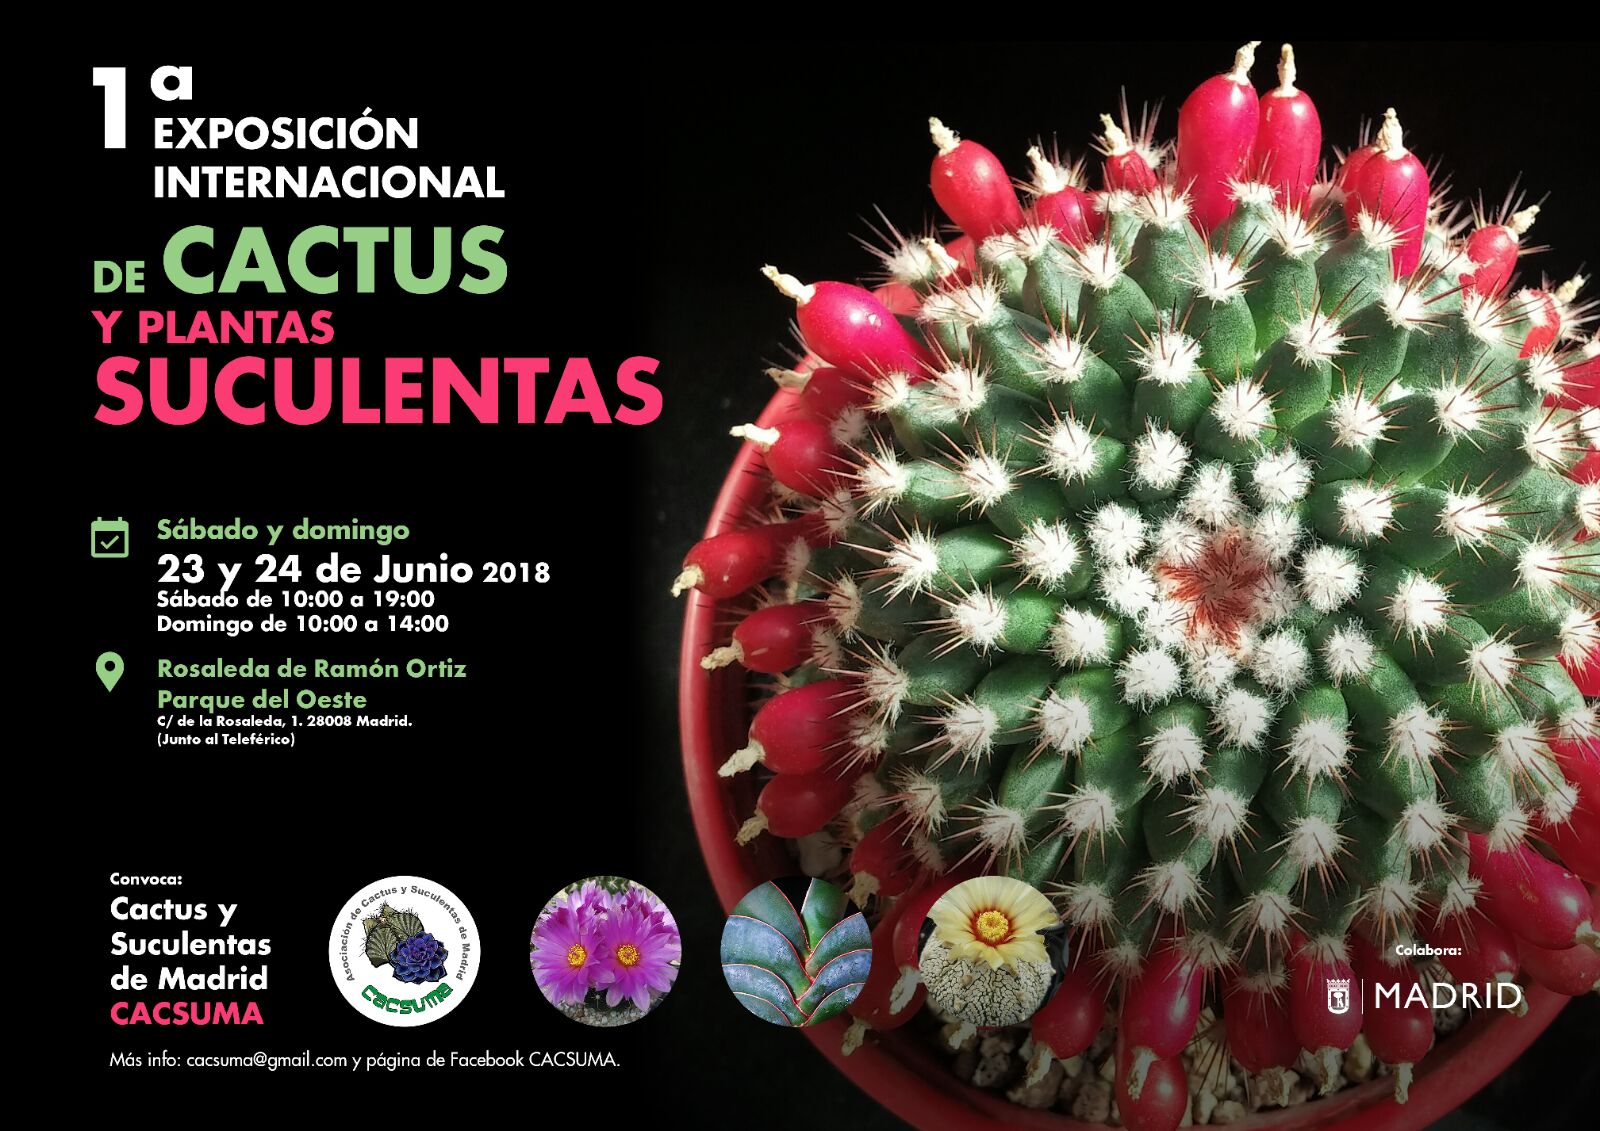 1ª
EXPOSICIÓN
INTERNACIONAL
DE CACTUS
Y PLANTAS
SUCULENTAS
Sábado y domingo
23 y 24 de Junio 2018
Sábado de 10:00 a 19:00
Domingo de 10:00 a 14:00
Rosaleda de Ramón Ortiz
Parque del Oeste
C/ de la Rosaleda, 1. 28008 Madrid.
(Junto al Teleférico)
Convoca:
Cactus y
Suculentas
de Madrid
CACSUMA
Asociación de Cactus y Suculentas de Madrid
cacsuma
Colabora:
MADRID
Más info: cacsuma@gmail.com y página de Facebook CACSUMA.